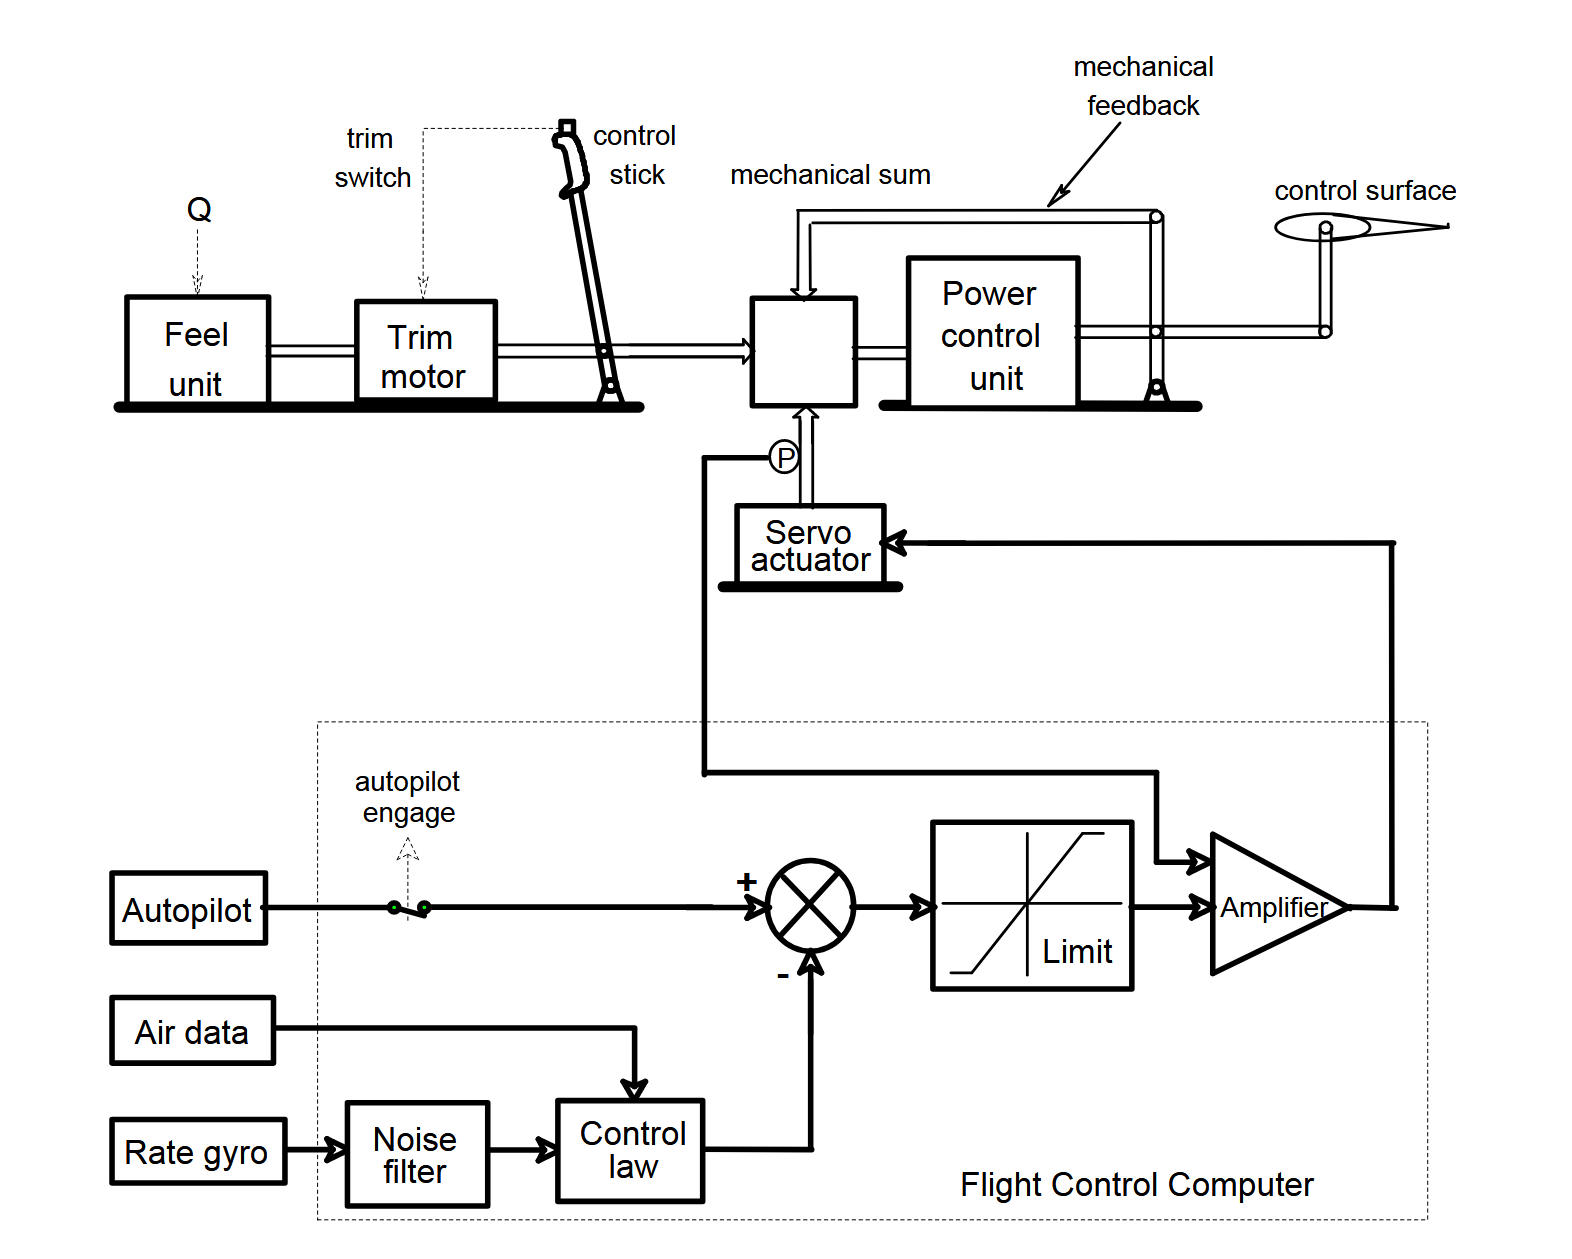 mechanical
feedback
trim
switch
control
stick
mechanical sum
control surface
Q
Feel
unit
Trim
motor
Power
control
unit
P
Servo
actuator
autopilot
engage
Autopilot
+
-
Limit
Amplifier
Air data
Rate gyro
Noise
filter
Control
law
Flight Control Computer